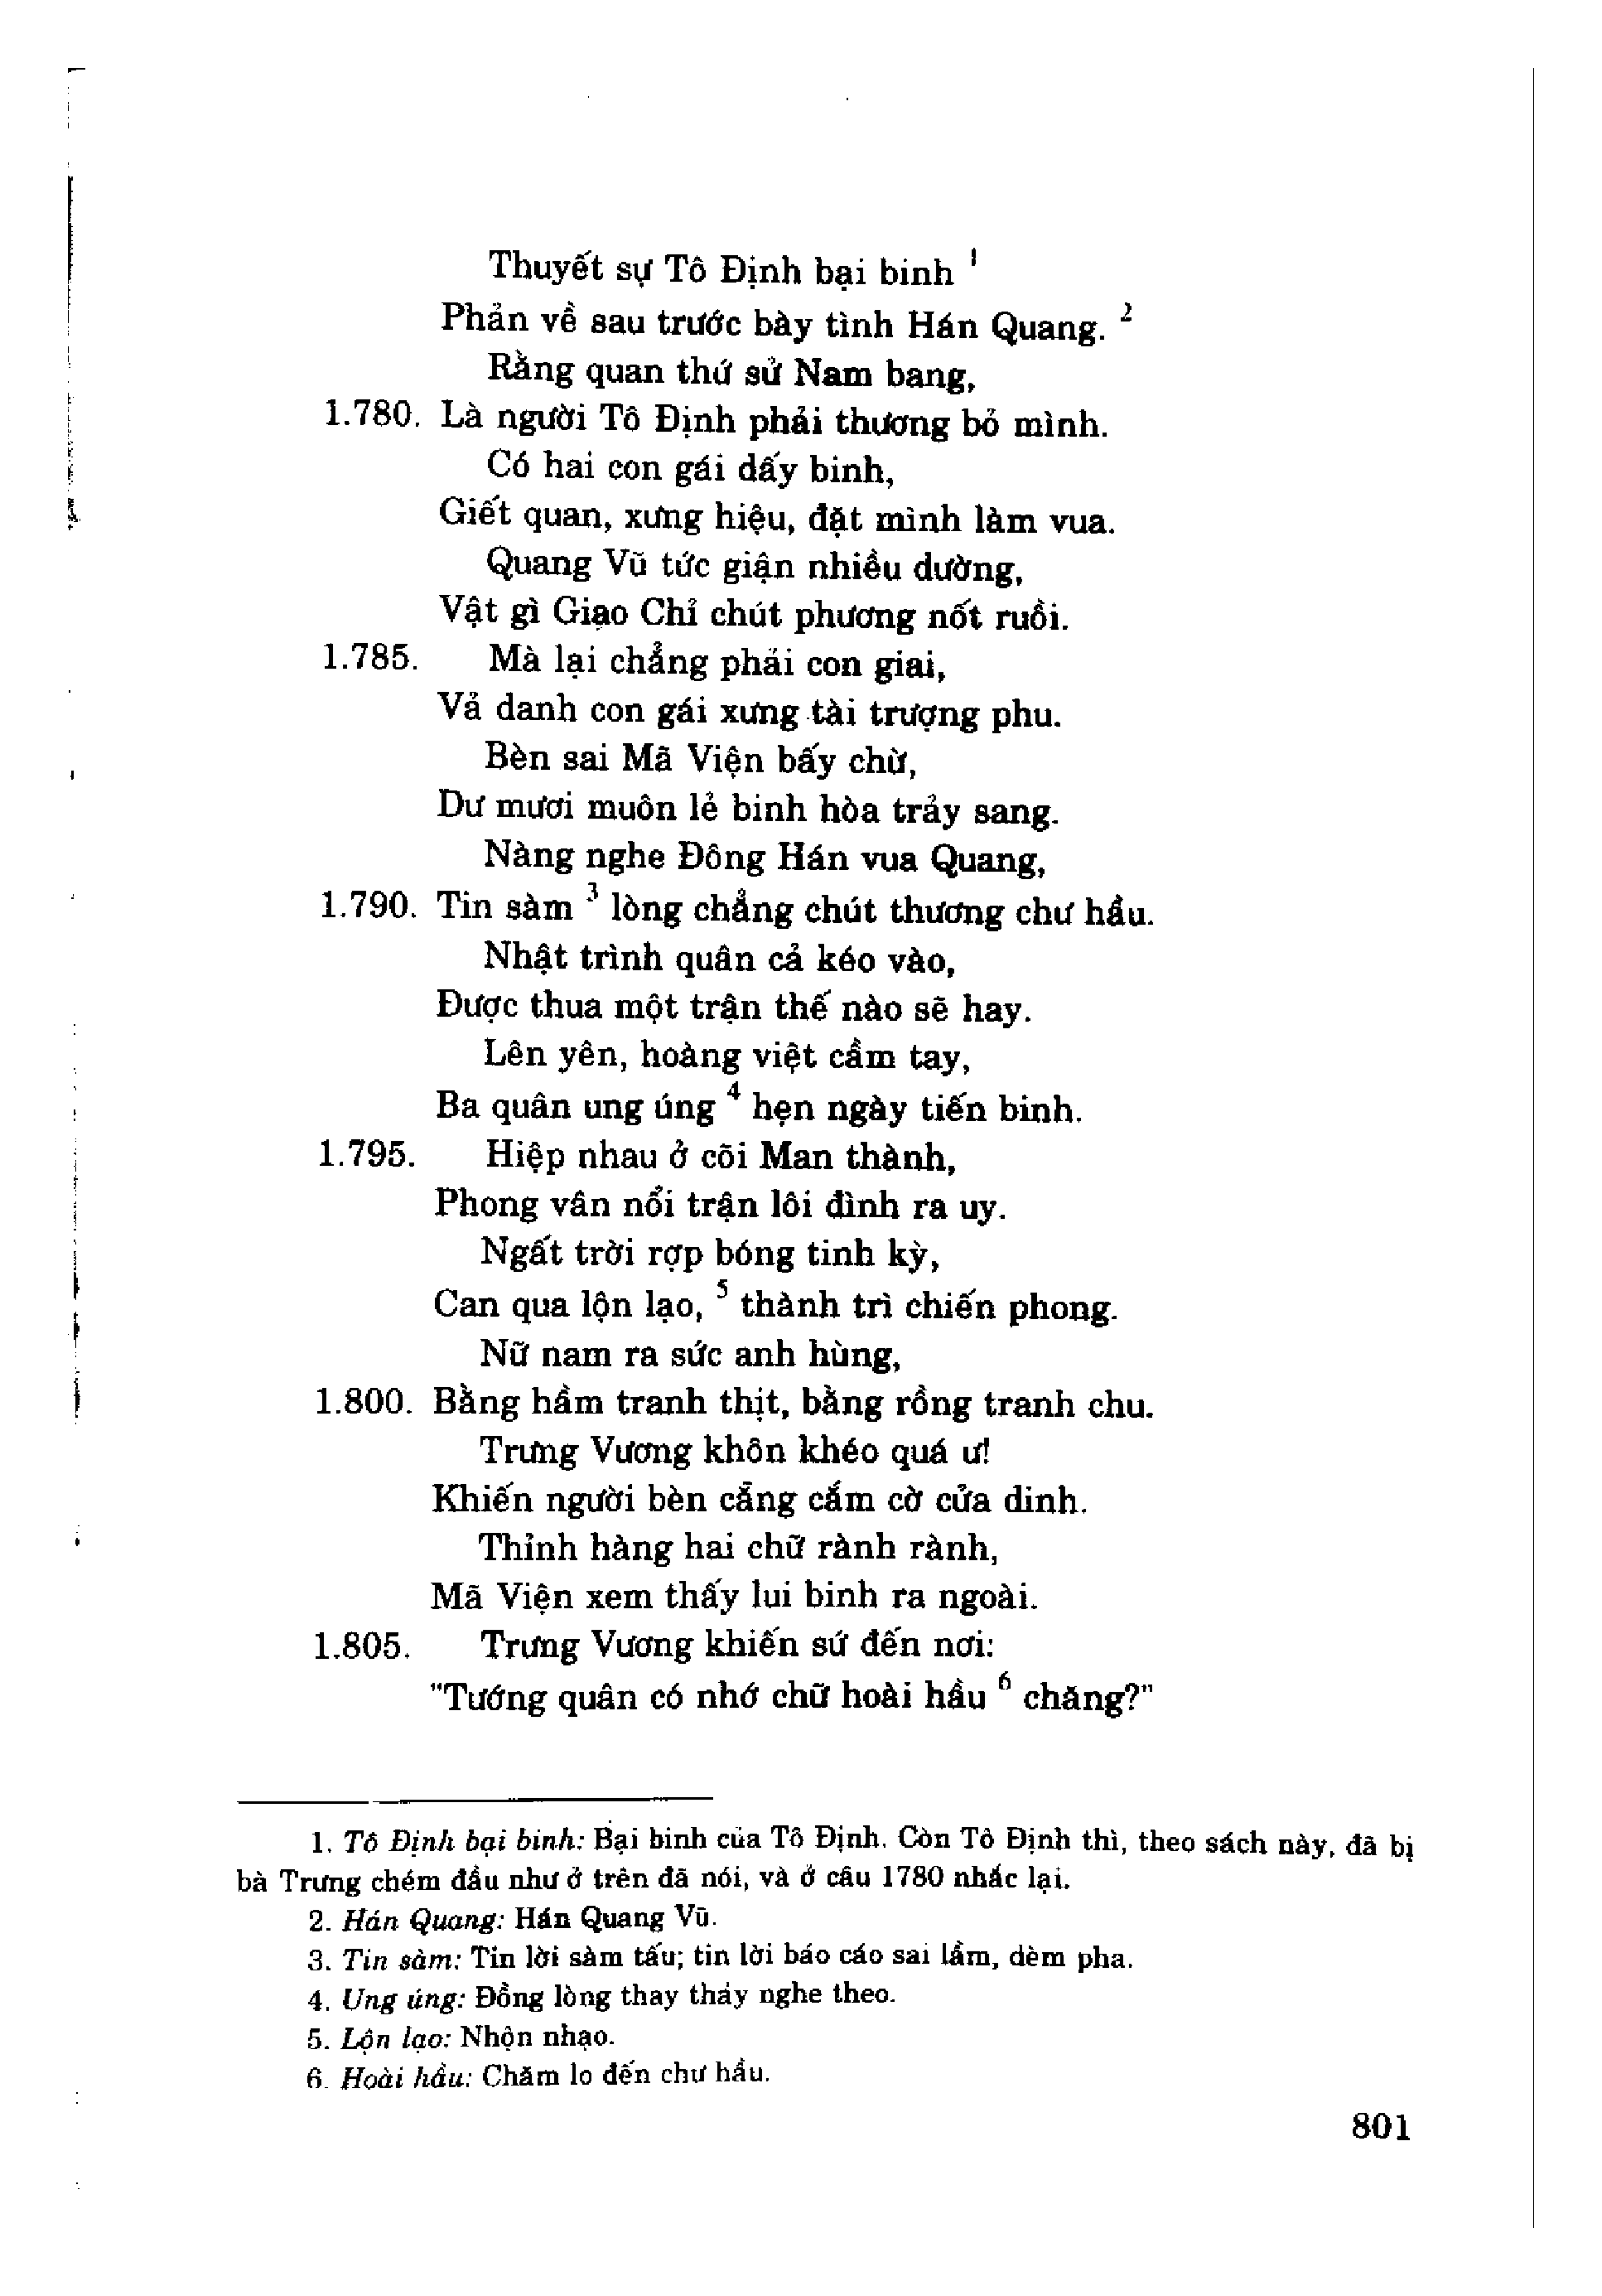 Thuyết sự Tô Định bại binh 1
Phản về sau trước bày tình Hán Quang. 2
Rằng quan thứ sử Nam bang,
1.780. Là người Tô Định phải thương bỏ mình.
Có hai con gái dấy binh,
Giết quan, xưng hiệu, đặt mình làm vua.
Quang Vũ tức giận nhiều dường,
Vật gì Giao Chỉ chút phương nốt ruồi.
1.785. Mà lại chẳng phải con giai,
Vả danh con gái xưng tài trượng phu.
Bèn sai Mã Viện bấy chừ,
Dư mươi muôn lẻ binh hòa trảy sang.
Nàng nghe Đông Hán vua Quang,
1.790. Tin sàm 3 lòng chẳng chút thương chư hầu.
Nhật trình quân cả kéo vào,
Được thua một trận thế nào sẽ hay.
Lên yên, hoàng việt cầm tay,
Ba quân ung úng 4 hẹn ngày tiến binh.
1.795. Hiệp nhau ở cõi Man thành,
Phong vân nổi trận lôi đình ra uy.
Ngất trời rợp bóng tinh kỳ,
Can qua lộn lạo, 5 thành trì chiến phong.
Nữ nam ra sức anh hùng,
1.800. Bằng hầm tranh thịt, bằng rồng tranh chu.
Trưng Vương khôn khéo quá ư!
Khiến người bèn cẵng cắm cờ cửa dinh.
Thỉnh hàng hai chữ rành rành,
Mã Viện xem thấy lui binh ra ngoài.
1.805. Trưng Vương khiến sứ đến nơi:
"Tướng quân có nhớ chữ hoài hầu 6 chăng?"
1. Tô Định bại binh: Bại binh của Tô Định. Còn Tô Định thì, theo sách này, đã bị
bà Trưng chém đầu như ở trên đã nói, và ở câu 1780 nhắc lại.
2. Hán Quang: Hán Quang Vũ.
3. Tin sàm: Tin lời sàm tấu; tin lời báo cáo sai lầm, dèm pha.
4. Ung úng: Đồng lòng thay thảy nghe theo.
5. Lộn lạo: Nhộn nhạo.
6. Hoài hầu: Chăm lo đến chư hầu.
801